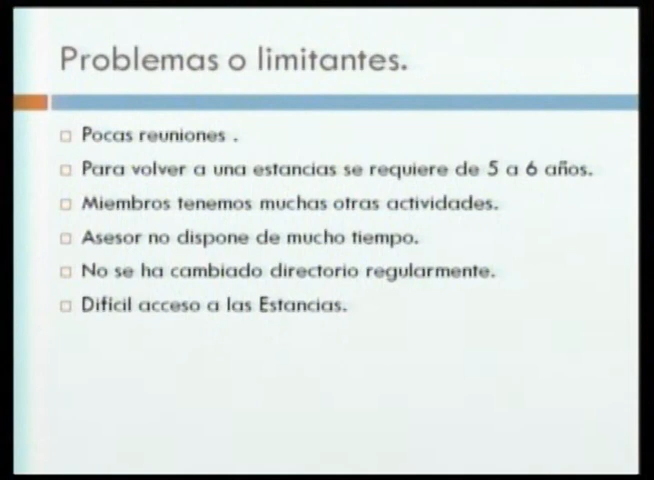 Problemas o limitantes.
Pocas reuniones .
Para volver a una estancias se requiere de 5 a 6 años.
Miembros tenemos muchas otras actividades.
Asesor no dispone de mucho tiempo.
No se ha cambiado directorio regularmente.
Difícil acceso a las Estancias.